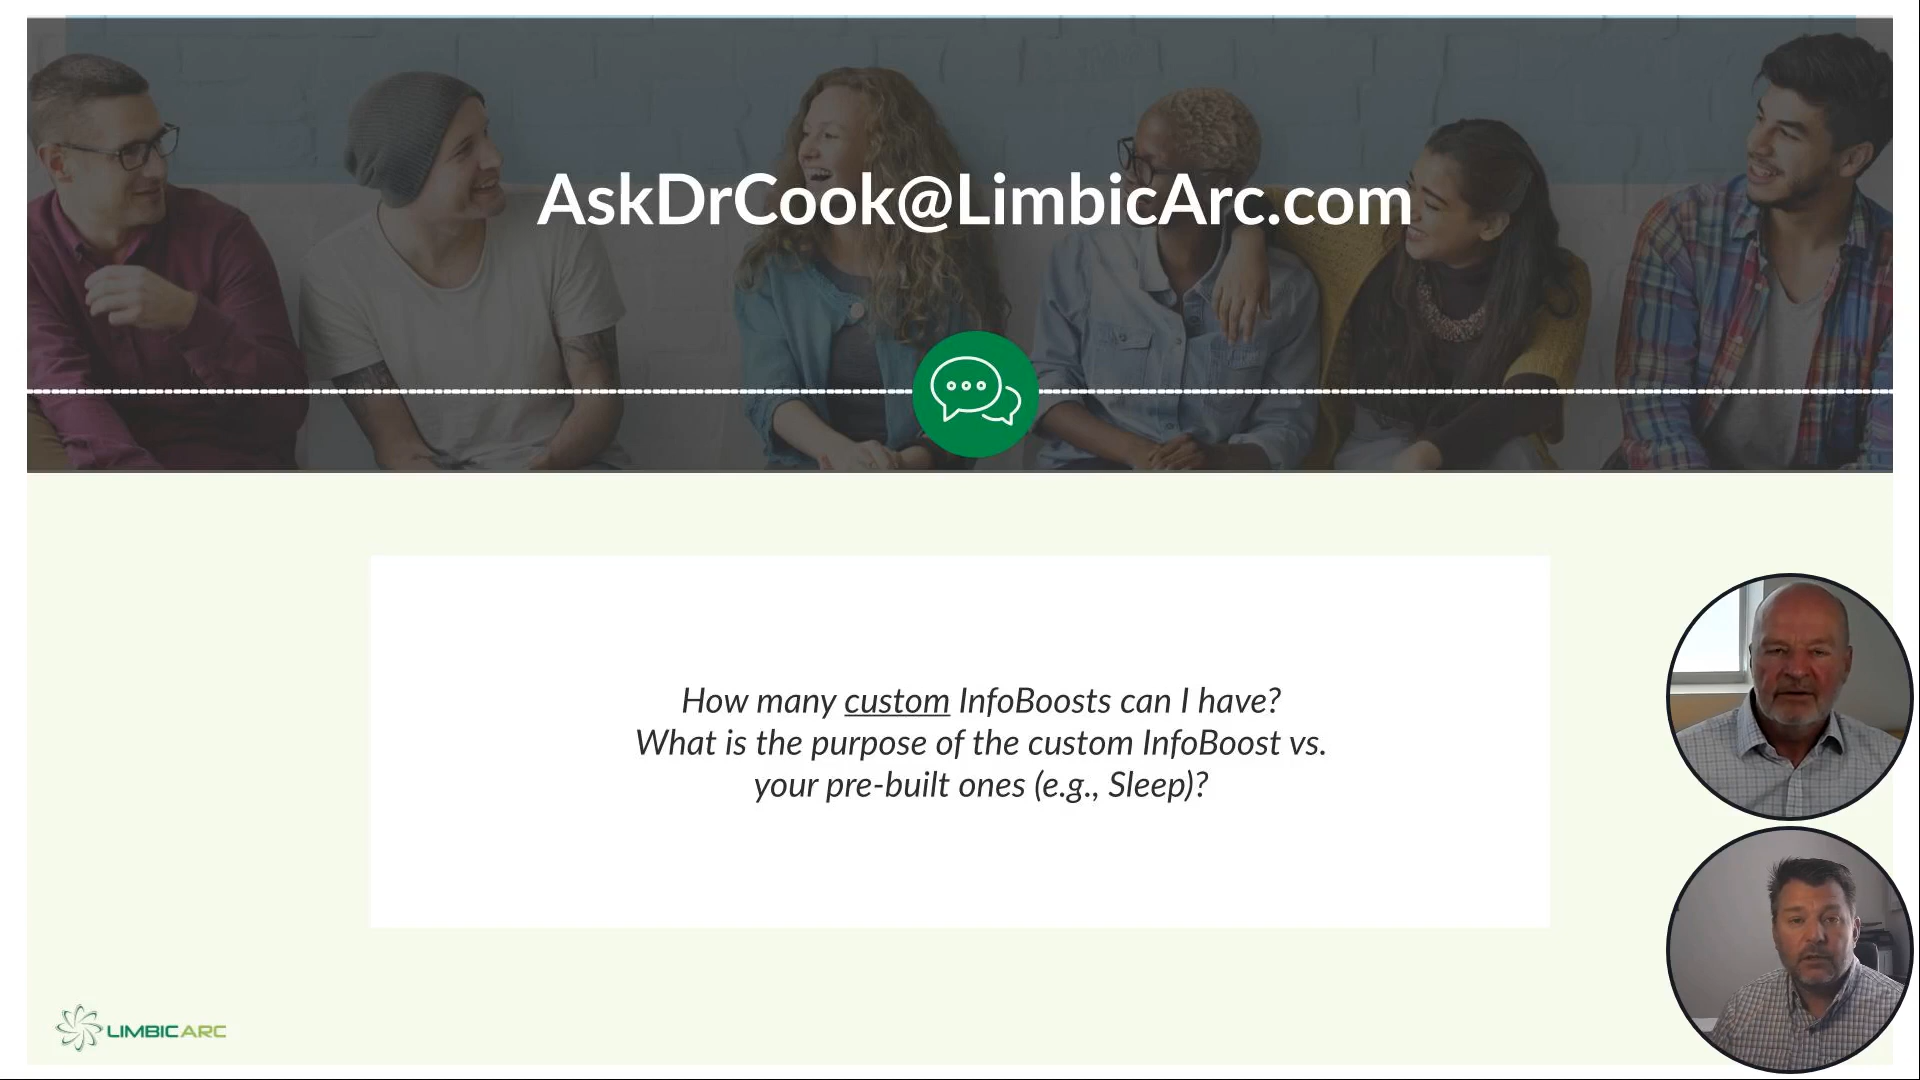 AskDrCook@LimbicArc.com
How many custom InfoBoosts can I have?
What is the purpose of the custom InfoBoost vs.
your pre-built ones (e.g., Sleep)?
LIMBICARC